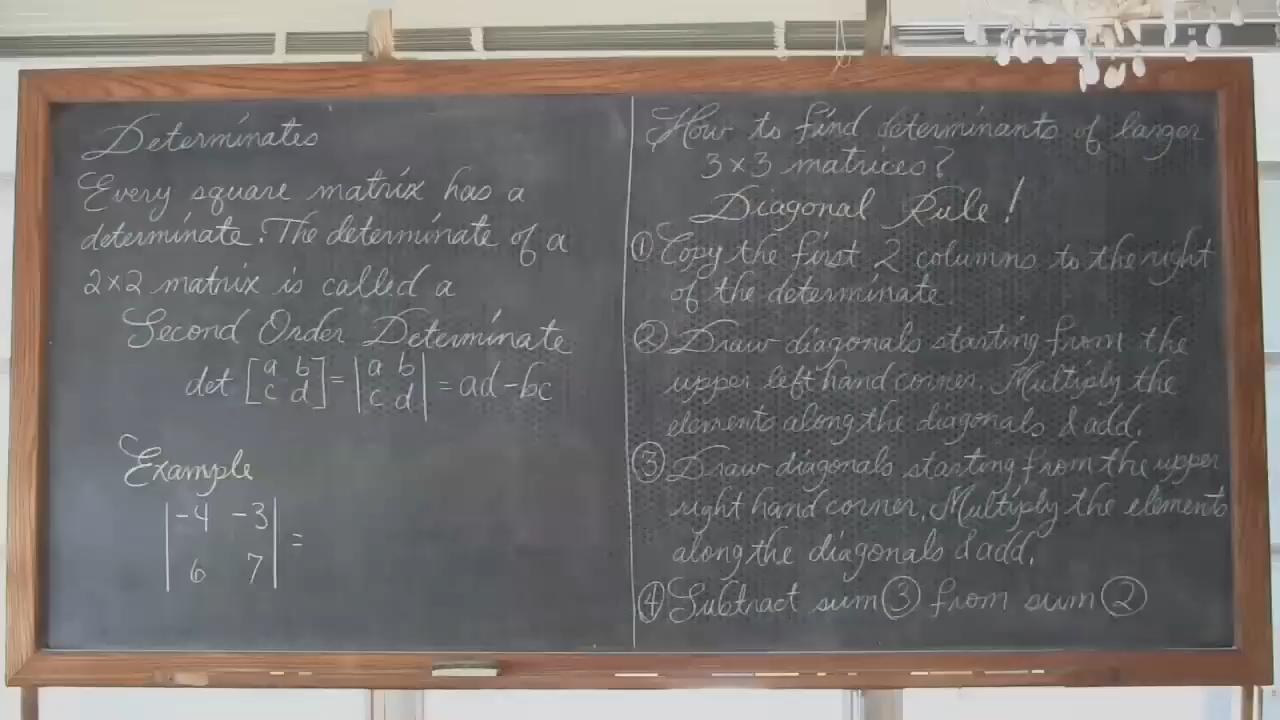 Determinates
Every square matrix has a
determinate. The determinate of a
2×2 matrix is called a
Second Order Determinate
det [a b
c d] = |a b
c d| = ad-bc
Example
|-4 -3
6 7| =
How to find determinants of larger
3×3 matrices?
Diagonal Rule!
① Copy the first 2 columns to the right
of the determinate.
② Draw diagonals starting from the
upper left hand corner. Multiply the
elements along the diagonals & add.
③ Draw diagonals starting from the upper
right hand corner. Multiply the elements
along the diagonals & add.
④ Subtract sum ③ from sum ②